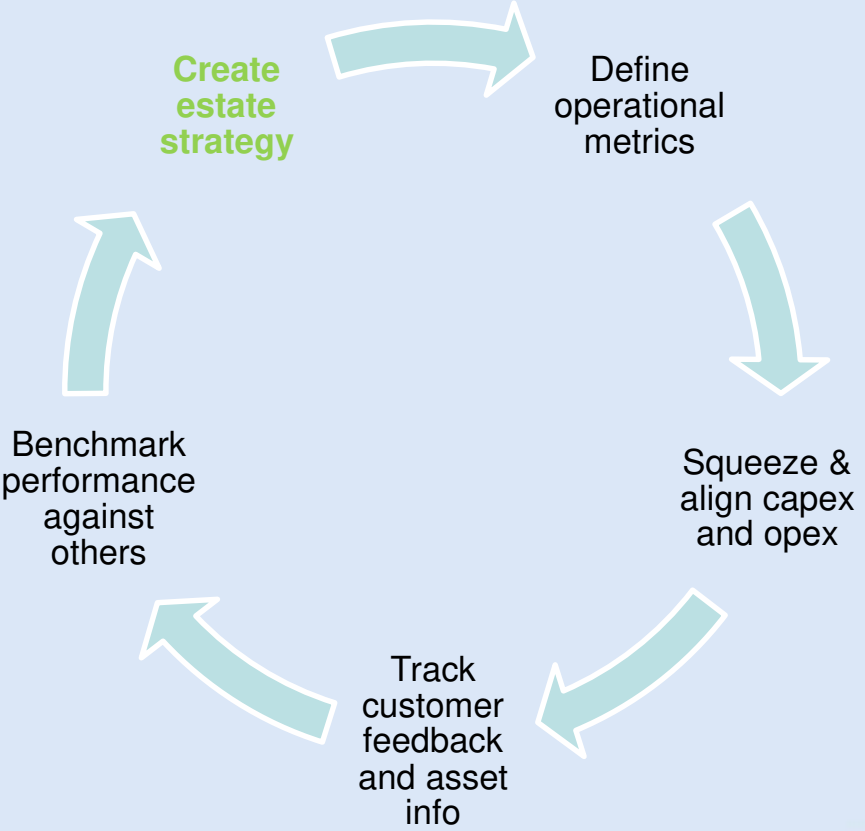 Create
estate
strategy
Define
operational
metrics
Squeeze &
align capex
and opex
Track
customer
feedback
and asset
info
Benchmark
performance
against
others